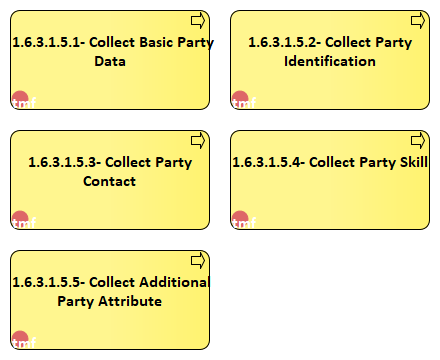 1.6.3.1.5.1- Collect Basic Party
Data
tmf
1.6.3.1.5.2- Collect Party
Identification
tmf
1.6.3.1.5.3- Collect Party
Contact
tmf
1.6.3.1.5.4- Collect Party Skill
tmf
1.6.3.1.5.5- Collect Additional
Party Attribute
tmf